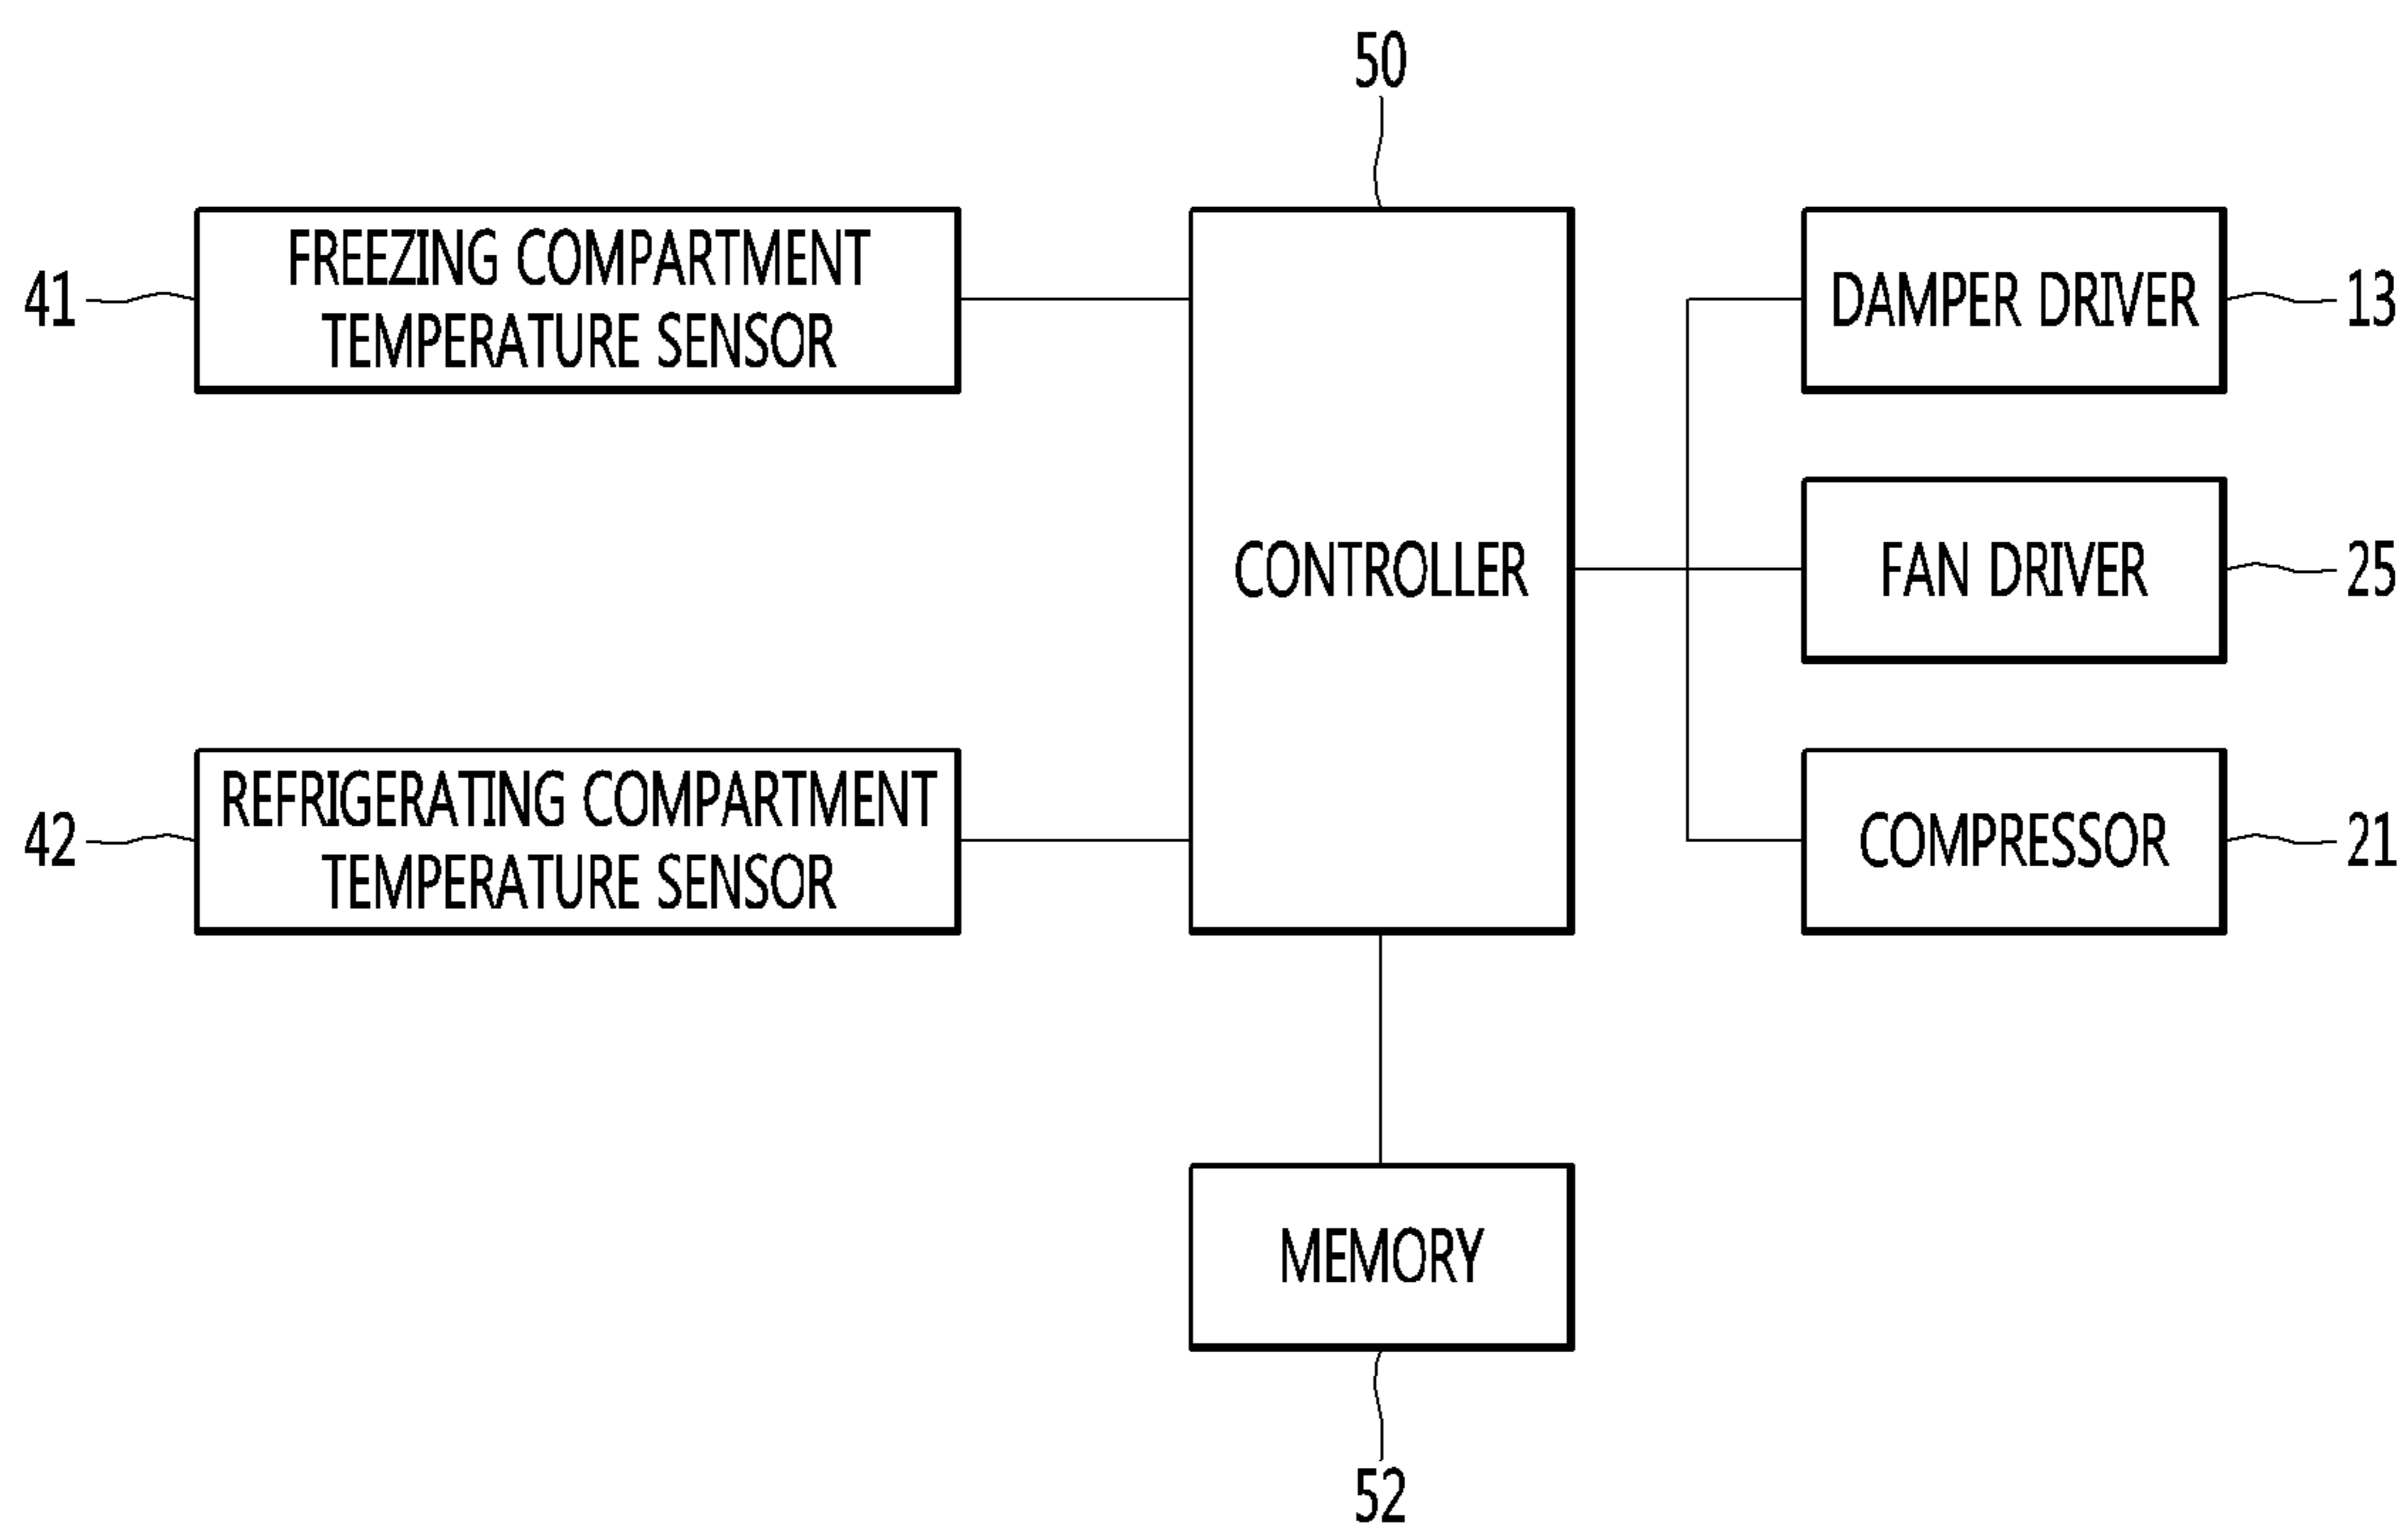 50
FREEZING COMPARTMENT
TEMPERATURE SENSOR
41
DAMPER DRIVER
13
CONTROLLER
FAN DRIVER
25
REFRIGERATING COMPARTMENT
TEMPERATURE SENSOR
42
COMPRESSOR
21
MEMORY
52